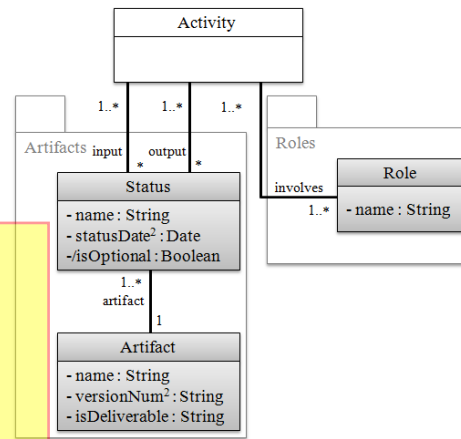 Activity
1..*
1..*
1..*
Artifacts
input
output
*
*
Roles
Role
- name : String
involves
1..*
Status
- name : String
- statusDate² : Date
-/isOptional : Boolean
1..*
artifact
1
Artifact
- name : String
- versionNum² : String
- isDeliverable : String